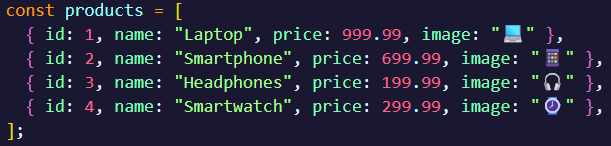 const products = [
  { id: 1, name: "Laptop", price: 999.99, image: "💻" },
  { id: 2, name: "Smartphone", price: 699.99, image: "📱" },
  { id: 3, name: "Headphones", price: 199.99, image: "🎧" },
  { id: 4, name: "Smartwatch", price: 299.99, image: "⌚" },
];